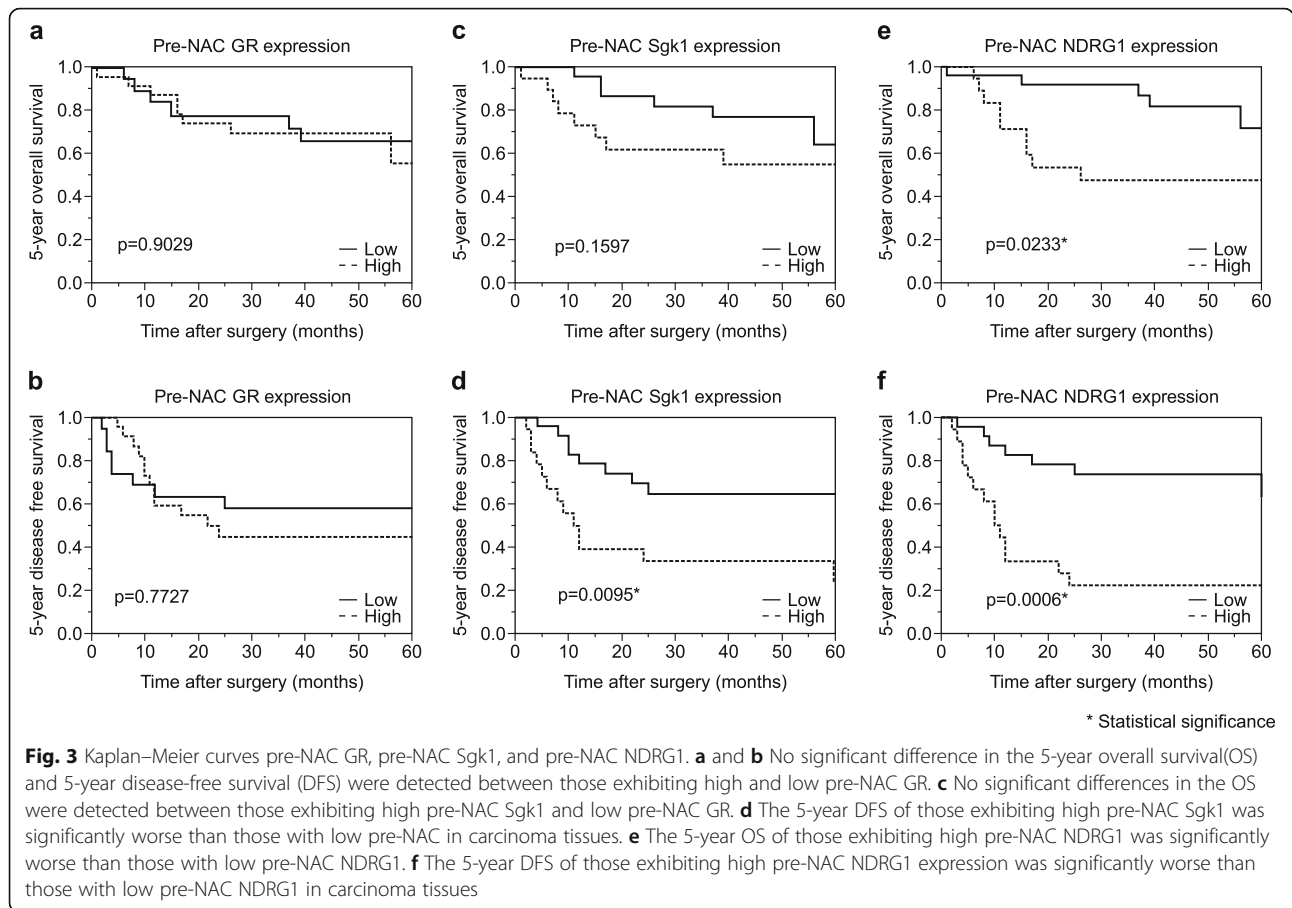 a
Pre-NAC GR expression
5-year overall survival
1.0
0.8
0.6
0.4
0.2
0.0
p=0.9029
Low
High
0 10 20 30 40 50 60
Time after surgery (months)
c
Pre-NAC Sgk1 expression
5-year overall survival
1.0
0.8
0.6
0.4
0.2
0.0
p=0.1597
Low
High
0 10 20 30 40 50 60
Time after surgery (months)
e
Pre-NAC NDRG1 expression
5-year overall survival
1.0
0.8
0.6
0.4
0.2
0.0
p=0.0233*
Low
High
0 10 20 30 40 50 60
Time after surgery (months)
b
Pre-NAC GR expression
5-year disease free survival
1.0
0.8
0.6
0.4
0.2
0.0
p=0.7727
Low
High
0 10 20 30 40 50 60
Time after surgery (months)
d
Pre-NAC Sgk1 expression
5-year disease free survival
1.0
0.8
0.6
0.4
0.2
0.0
p=0.0095*
Low
High
0 10 20 30 40 50 60
Time after surgery (months)
f
Pre-NAC NDRG1 expression
5-year disease free survival
1.0
0.8
0.6
0.4
0.2
0.0
p=0.0006*
Low
High
0 10 20 30 40 50 60
Time after surgery (months)
* Statistical significance
Fig. 3 Kaplan–Meier curves pre-NAC GR, pre-NAC Sgk1, and pre-NAC NDRG1. a and b No significant difference in the 5-year overall survival(OS)
and 5-year disease-free survival (DFS) were detected between those exhibiting high and low pre-NAC GR. c No significant differences in the OS
were detected between those exhibiting high pre-NAC Sgk1 and low pre-NAC GR. d The 5-year DFS of those exhibiting high pre-NAC Sgk1 was
significantly worse than those with low pre-NAC in carcinoma tissues. e The 5-year OS of those exhibiting high pre-NAC NDRG1 was significantly
worse than those with low pre-NAC NDRG1. f The 5-year DFS of those exhibiting high pre-NAC NDRG1 expression was significantly worse than
those with low pre-NAC NDRG1 in carcinoma tissues